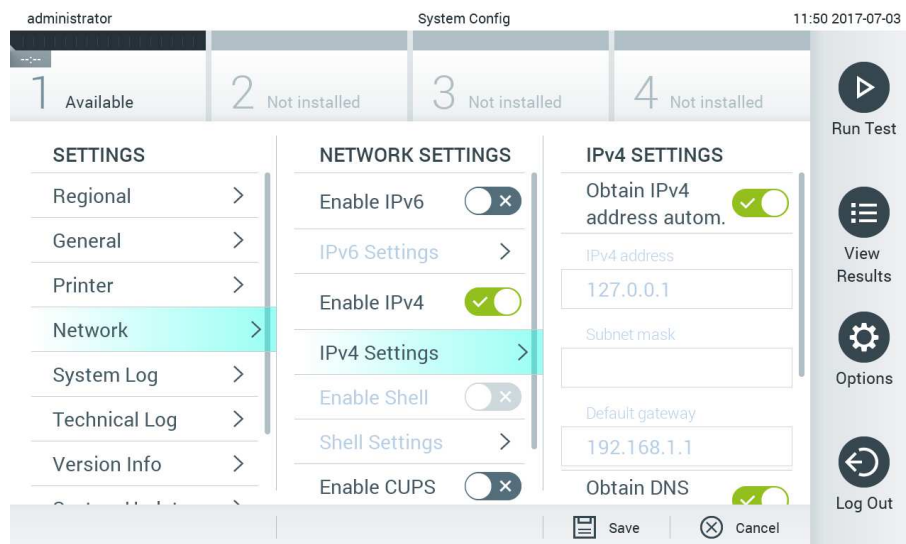 administrator
System Config
11:50 2017-07-03
--:--
1 Available
2 Not installed
3 Not installed
4 Not installed
Run Test
View
Results
Options
Log Out
SETTINGS
Regional
General
Printer
Network
System Log
Technical Log
Version Info
NETWORK SETTINGS
Enable IPv6
IPv6 Settings
Enable IPv4
IPv4 Settings
Enable Shell
Shell Settings
Enable CUPS
IPv4 SETTINGS
Obtain IPv4
address autom.
IPv4 address
127.0.0.1
Subnet mask
Default gateway
192.168.1.1
Obtain DNS
Save
Cancel